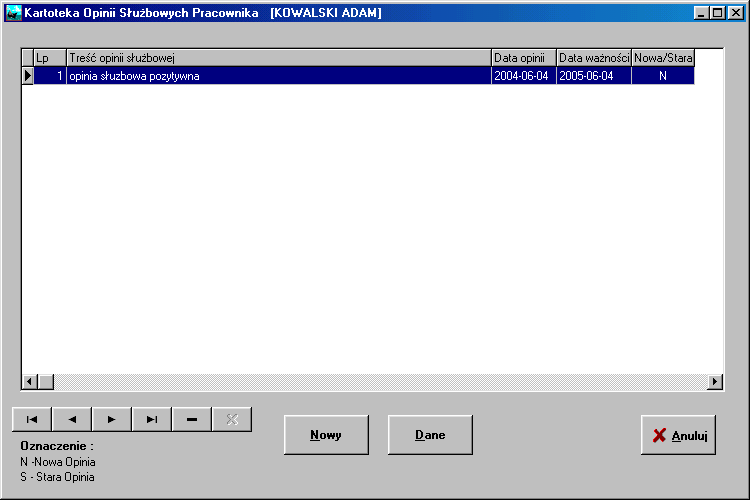 Kartoteka Opinii Służbowych Pracownika [KOWALSKI ADAM]
Lp Treść opinii służbowej Data opinii Data ważności Nowa/Stara
1 opinia służbowa pozytywna 2004-06-04 2005-06-04 N
Nowy Dane Anuluj
Oznaczenie :
N -Nowa Opinia
S - Stara Opinia